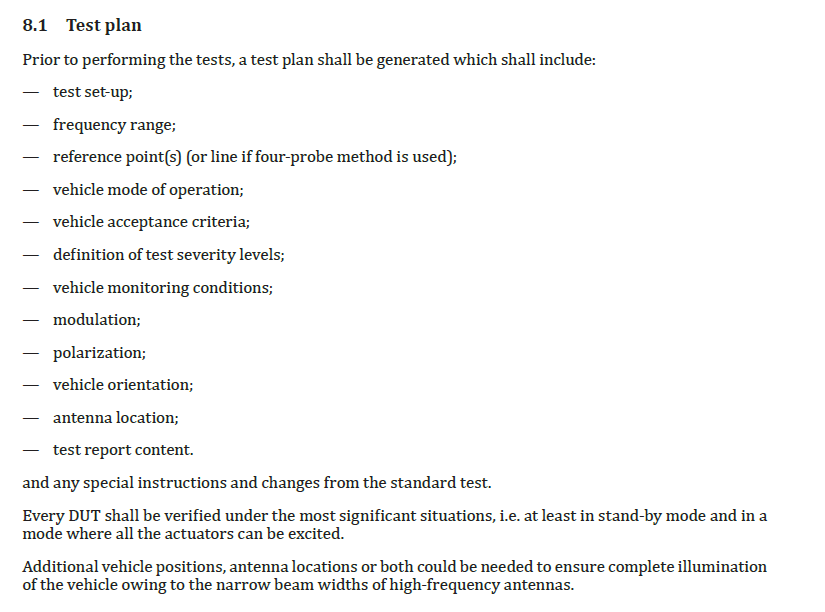 8.1 Test plan
Prior to performing the tests, a test plan shall be generated which shall include:
— test set-up;
— frequency range;
— reference point(s) (or line if four-probe method is used);
— vehicle mode of operation;
— vehicle acceptance criteria;
— definition of test severity levels;
— vehicle monitoring conditions;
— modulation;
— polarization;
— vehicle orientation;
— antenna location;
— test report content.
and any special instructions and changes from the standard test.
Every DUT shall be verified under the most significant situations, i.e. at least in stand-by mode and in a
mode where all the actuators can be excited.
Additional vehicle positions, antenna locations or both could be needed to ensure complete illumination
of the vehicle owing to the narrow beam widths of high-frequency antennas.